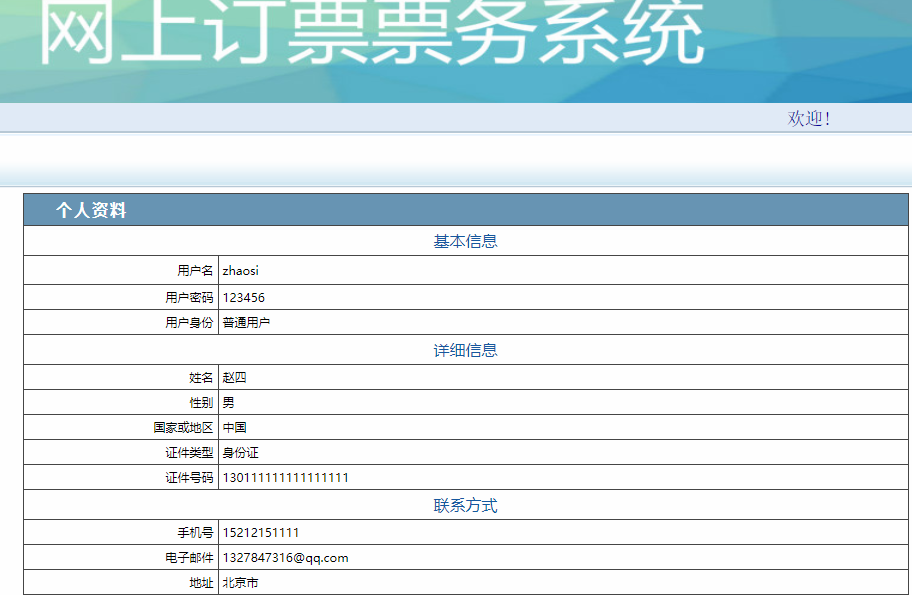 网上订票票务系统
欢迎!
个人资料
基本信息
用户名 zhaosi
用户密码 123456
用户身份 普通用户
详细信息
姓名 赵四
性别 男
国家或地区 中国
证件类型 身份证
证件号码 130111111111111111
联系方式
手机号 15212151111
电子邮件 1327847316@qq.com
地址 北京市